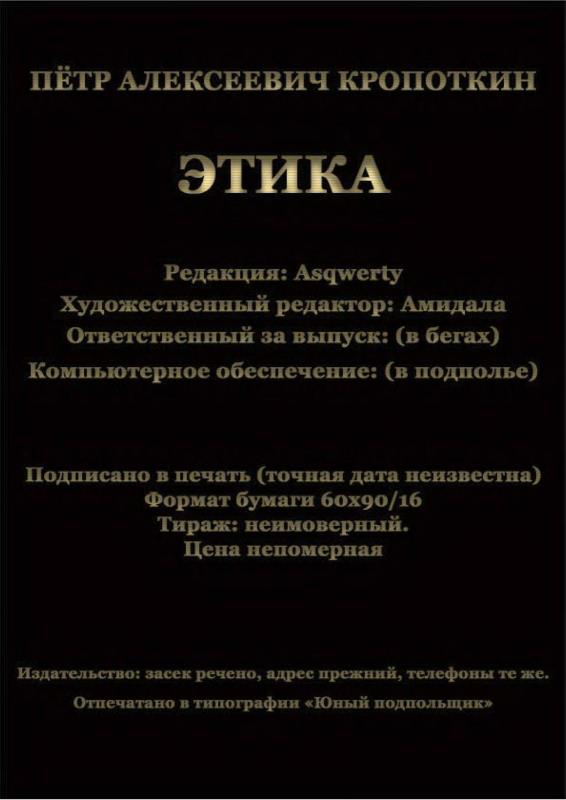 ПЁТР АЛЕКСЕЕВИЧ КРОПОТКИН
ЭТИКА
Редакция: Asqwerty
Художественный редактор: Амидала
Ответственный за выпуск: (в бегах)
Компьютерное обеспечение: (в подполье)
Подписано в печать (точная дата неизвестна)
Формат бумаги 60х90/16
Тираж: неимоверный.
Цена непомерная
Издательство: засек речено, адрес прежний, телефоны те же.
Отпечатано в типографии «Юный подпольщик»